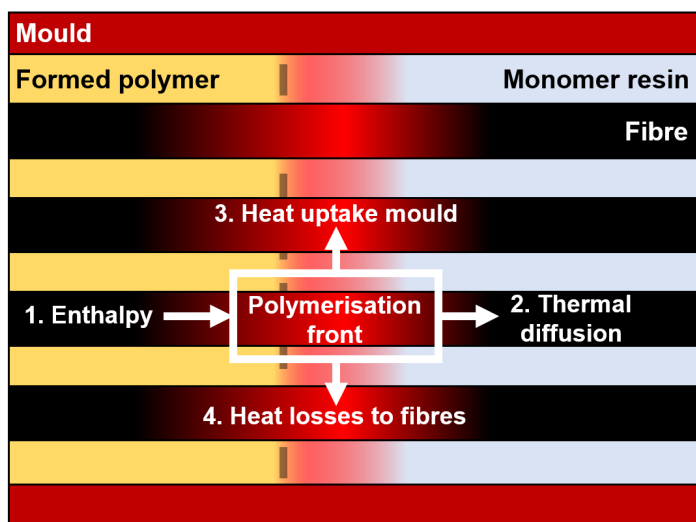 Mould
Formed polymer
Monomer resin
Fibre
3. Heat uptake mould
1. Enthalpy
Polymerisation
front
2. Thermal
diffusion
4. Heat losses to fibres